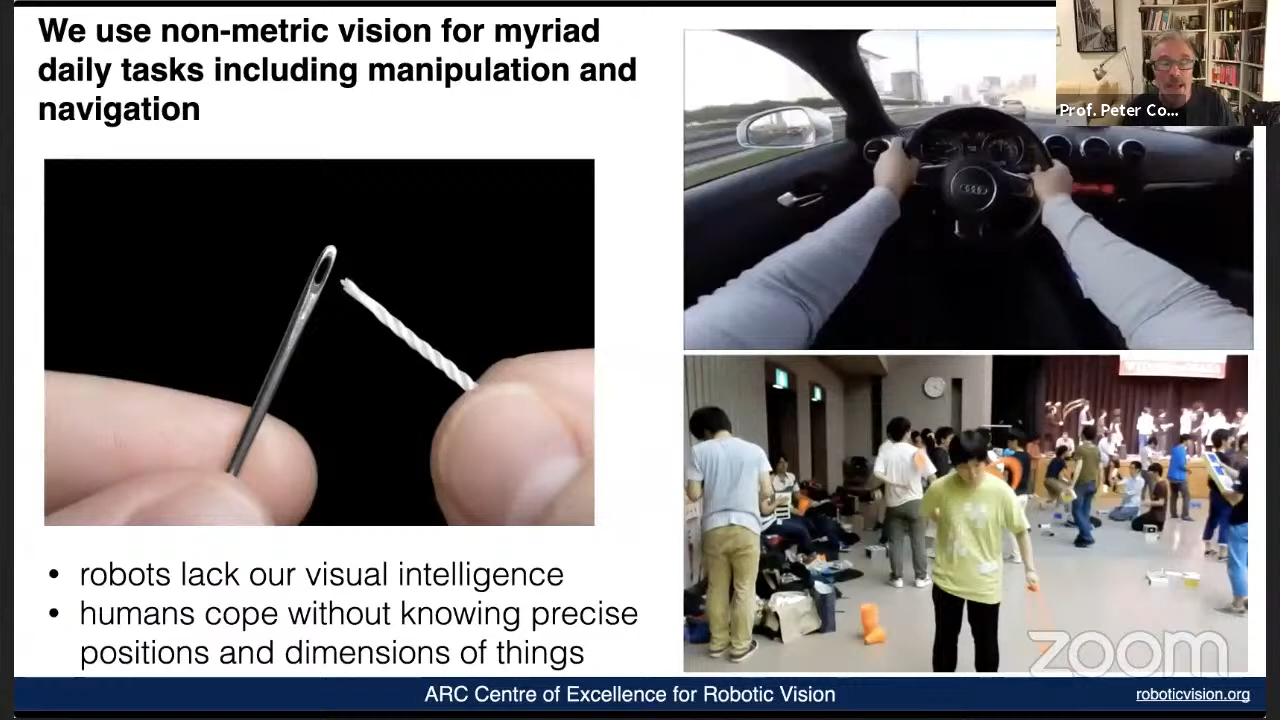 We use non-metric vision for myriad
daily tasks including manipulation and
navigation
Prof. Peter Co...
• robots lack our visual intelligence
• humans cope without knowing precise
positions and dimensions of things
zoom
ARC Centre of Excellence for Robotic Vision
roboticvision.org